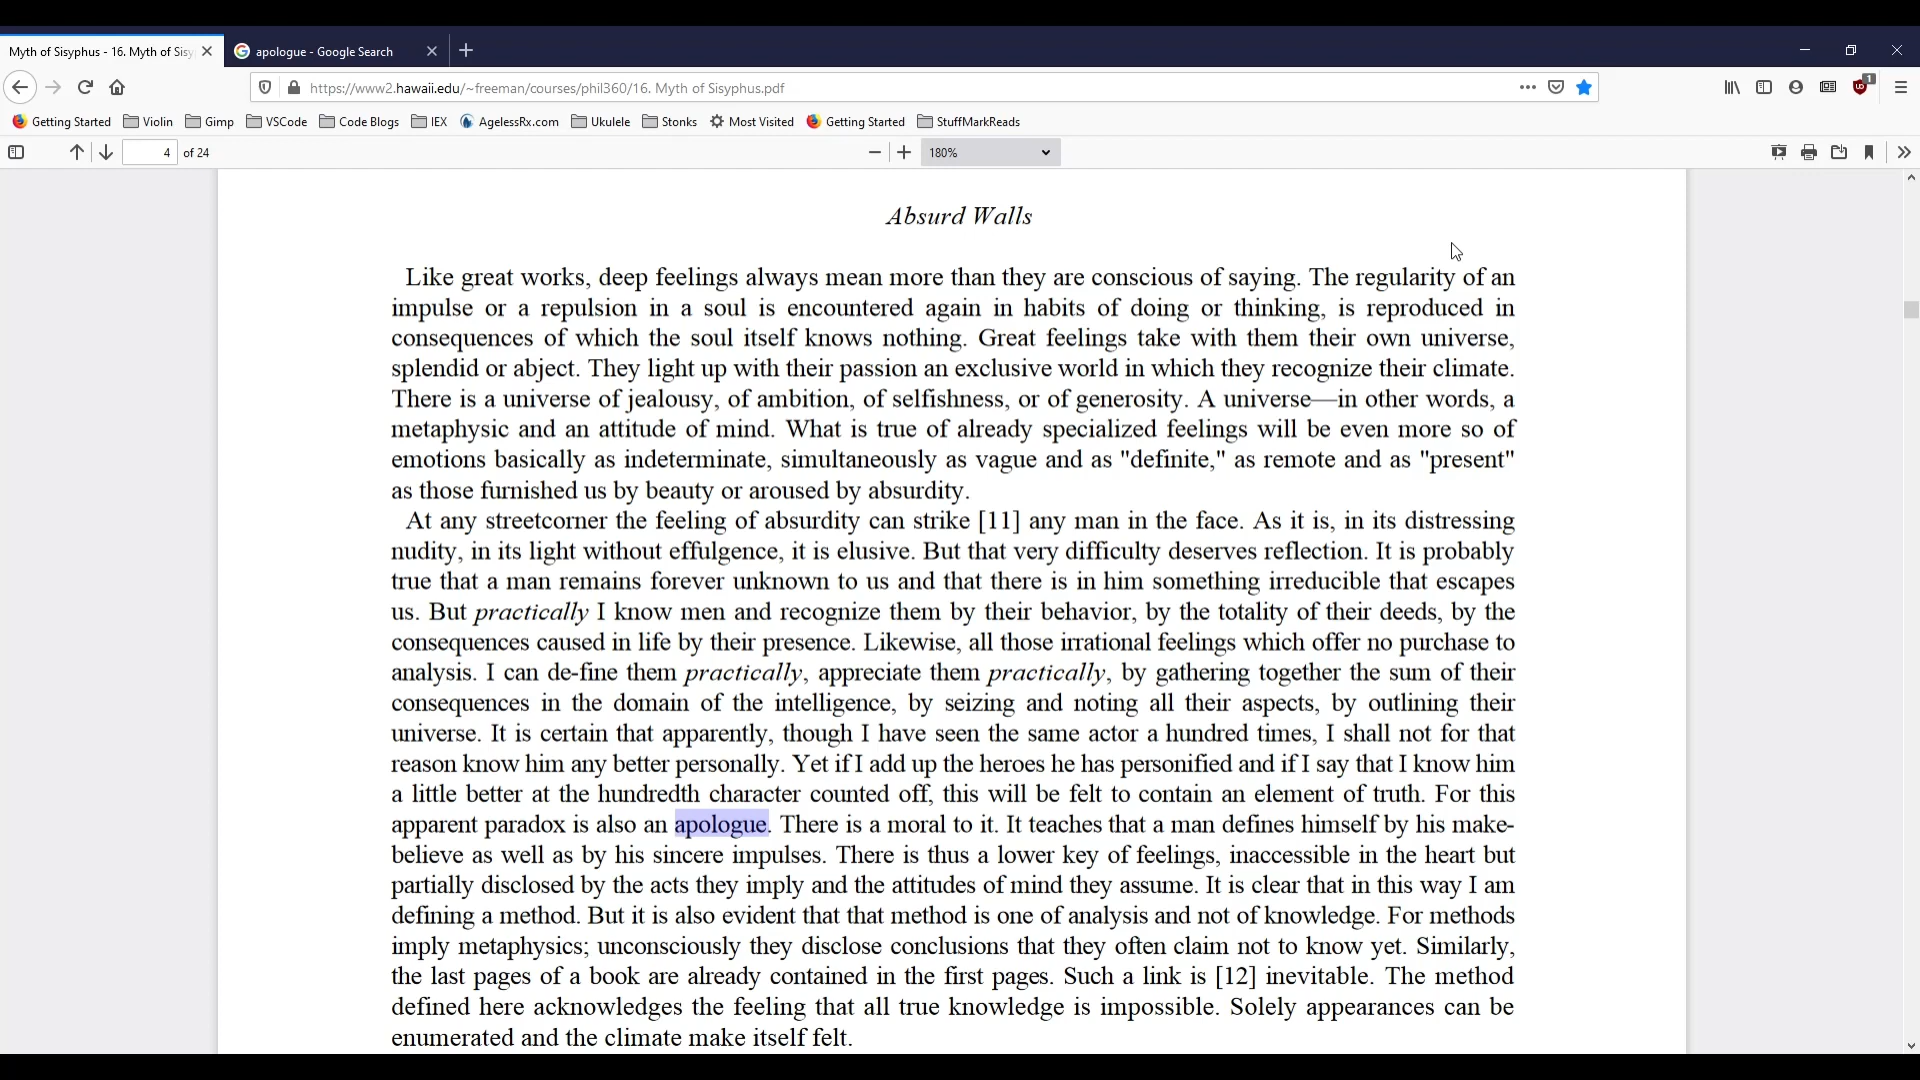 Myth of Sisyphus - 16. Myth of Sisy
apologue - Google Search
https://www2.hawaii.edu/~freeman/courses/phil360/16. Myth of Sisyphus.pdf
1
Getting Started Violin Gimp VSCode Code Blogs IEX AgelessRx.com Ukulele Stonks Most Visited Getting Started StuffMarkReads
4 of 24 180%
Absurd Walls
Like great works, deep feelings always mean more than they are conscious of saying. The regularity of an
impulse or a repulsion in a soul is encountered again in habits of doing or thinking, is reproduced in
consequences of which the soul itself knows nothing. Great feelings take with them their own universe,
splendid or abject. They light up with their passion an exclusive world in which they recognize their climate.
There is a universe of jealousy, of ambition, of selfishness, or of generosity. A universe—in other words, a
metaphysic and an attitude of mind. What is true of already specialized feelings will be even more so of
emotions basically as indeterminate, simultaneously as vague and as "definite," as remote and as "present"
as those furnished us by beauty or aroused by absurdity.
At any streetcorner the feeling of absurdity can strike [11] any man in the face. As it is, in its distressing
nudity, in its light without effulgence, it is elusive. But that very difficulty deserves reflection. It is probably
true that a man remains forever unknown to us and that there is in him something irreducible that escapes
us. But practically I know men and recognize them by their behavior, by the totality of their deeds, by the
consequences caused in life by their presence. Likewise, all those irrational feelings which offer no purchase to
analysis. I can de-fine them practically, appreciate them practically, by gathering together the sum of their
consequences in the domain of the intelligence, by seizing and noting all their aspects, by outlining their
universe. It is certain that apparently, though I have seen the same actor a hundred times, I shall not for that
reason know him any better personally. Yet if I add up the heroes he has personified and if I say that I know him
a little better at the hundredth character counted off, this will be felt to contain an element of truth. For this
apparent paradox is also an apologue. There is a moral to it. It teaches that a man defines himself by his make-
believe as well as by his sincere impulses. There is thus a lower key of feelings, inaccessible in the heart but
partially disclosed by the acts they imply and the attitudes of mind they assume. It is clear that in this way I am
defining a method. But it is also evident that that method is one of analysis and not of knowledge. For methods
imply metaphysics; unconsciously they disclose conclusions that they often claim not to know yet. Similarly,
the last pages of a book are already contained in the first pages. Such a link is [12] inevitable. The method
defined here acknowledges the feeling that all true knowledge is impossible. Solely appearances can be
enumerated and the climate make itself felt.